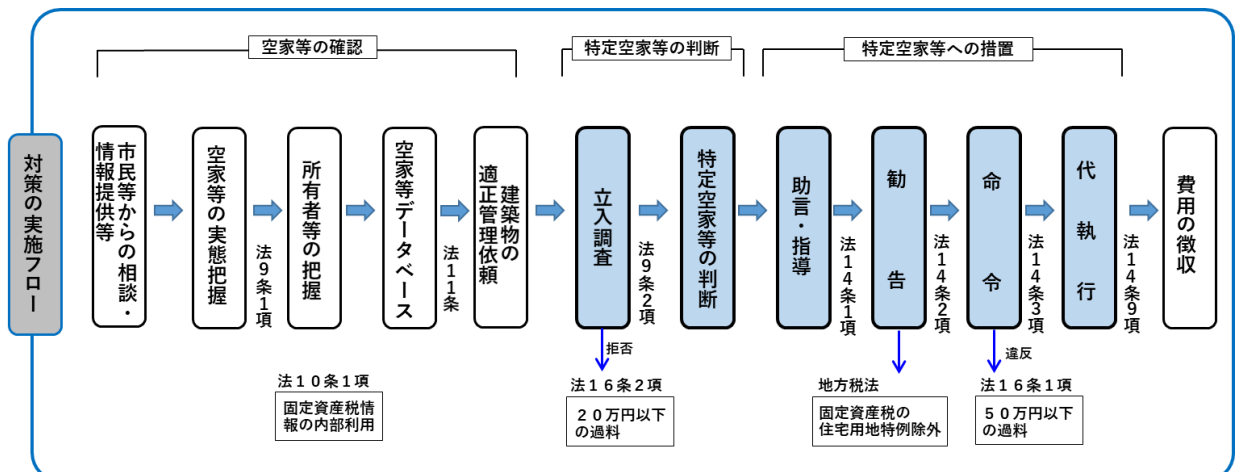 空家等の確認
特定空家等の判断
特定空家等への措置
対策の実施フロー
市民等からの相談・
情報提供等
空家等の実態把握
法9条1項
所有者等の把握
空家等データベース
法11条
建築物の
適正管理依頼
立入調査
法9条2項
特定空家等の判断
助言・指導
法14条1項
勧告
法14条2項
命令
法14条3項
代執行
法14条9項
費用の徴収
法10条1項
固定資産税情
報の内部利用
拒否
法16条2項
20万円以下
の過料
地方税法
固定資産税の
住宅用地特例除外
違反
法16条1項
50万円以下
の過料